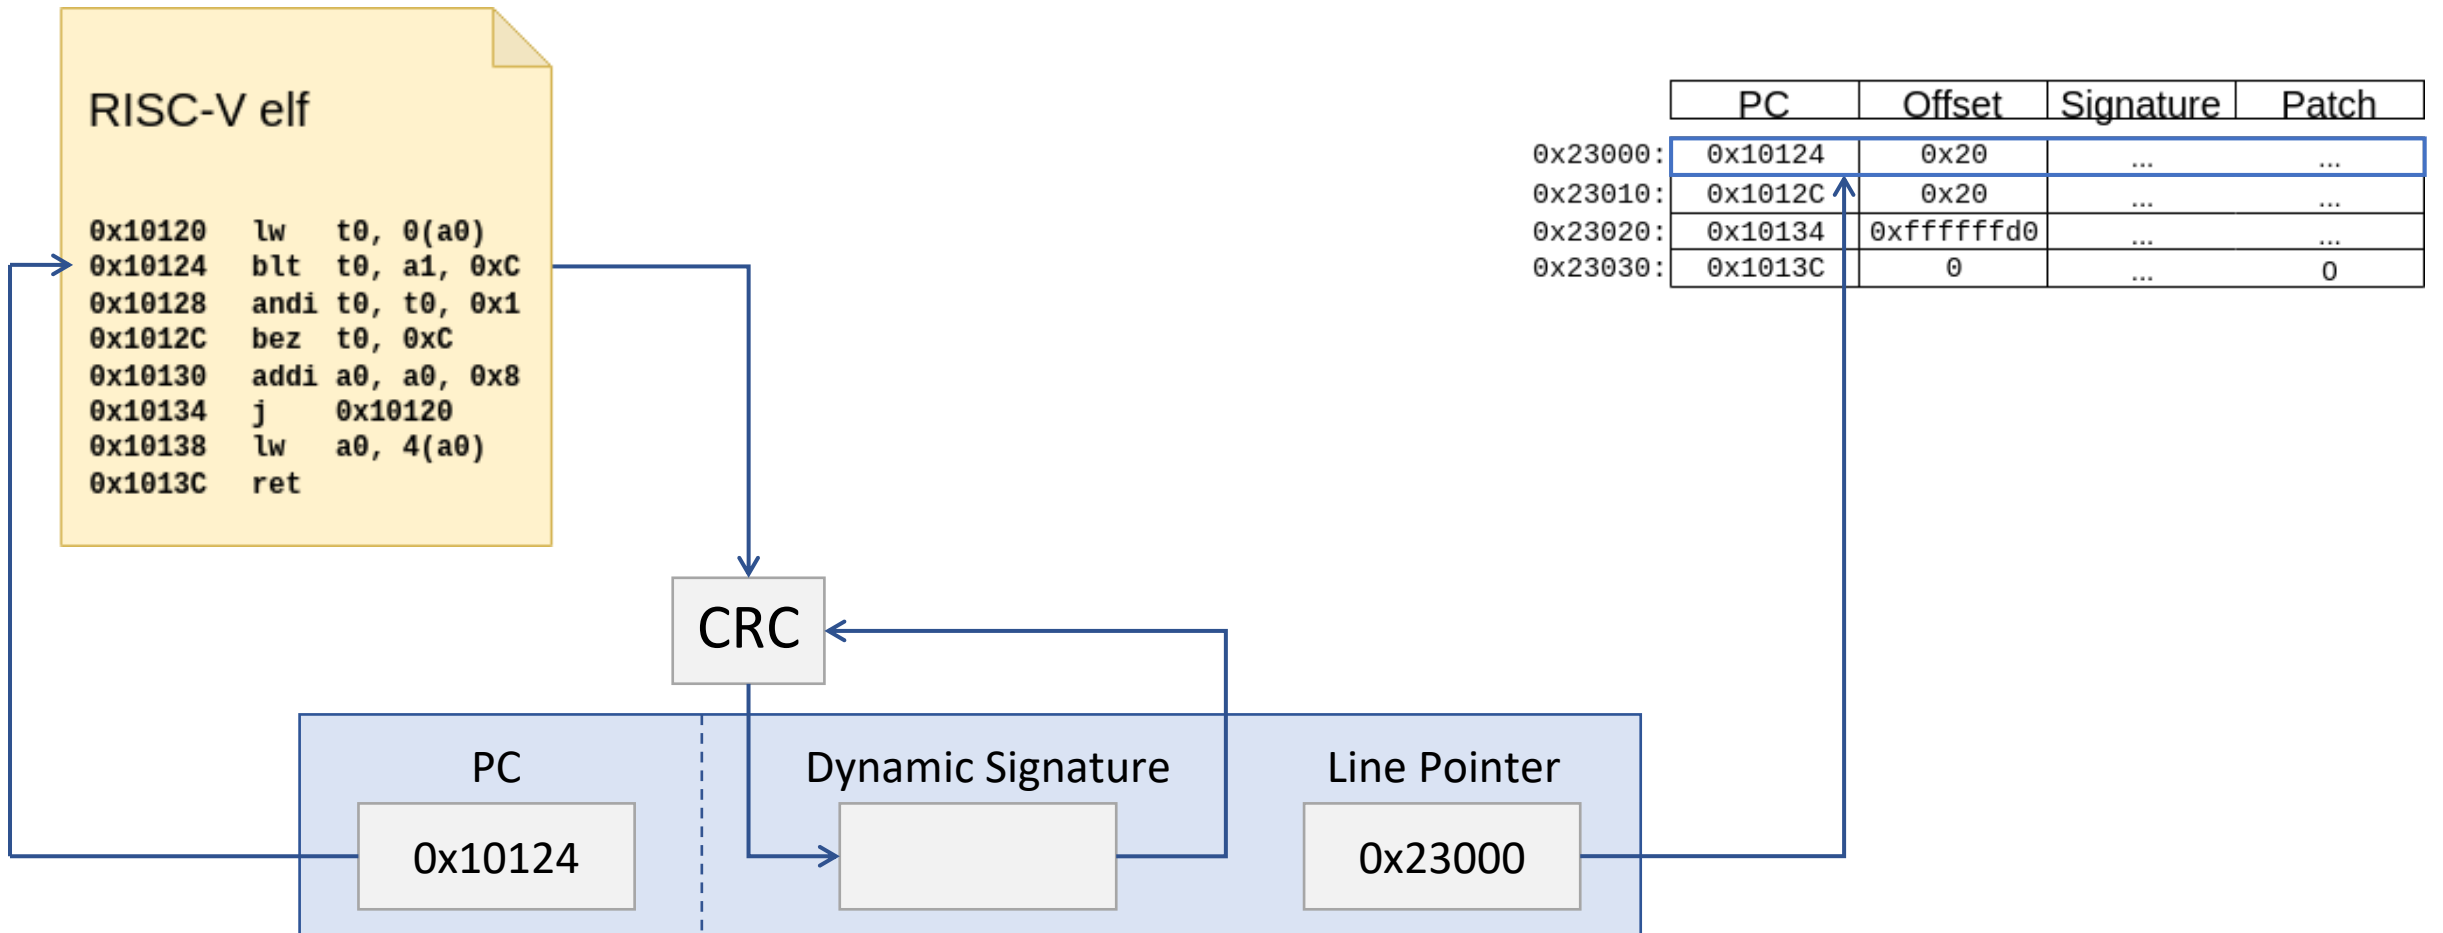 RISC-V elf
0x10120 lw t0, 0(a0)
0x10124 blt t0, a1, 0xC
0x10128 andi t0, t0, 0x1
0x1012C bez t0, 0xC
0x10130 addi a0, a0, 0x8
0x10134 j 0x10120
0x10138 lw a0, 4(a0)
0x1013C ret
PC Offset Signature Patch
0x23000: 0x10124 0x20 ... ...
0x23010: 0x1012C 0x20 ... ...
0x23020: 0x10134 0xffffffd0 ... ...
0x23030: 0x1013C 0 ... 0
CRC
PC Dynamic Signature Line Pointer
0x10124 0x23000